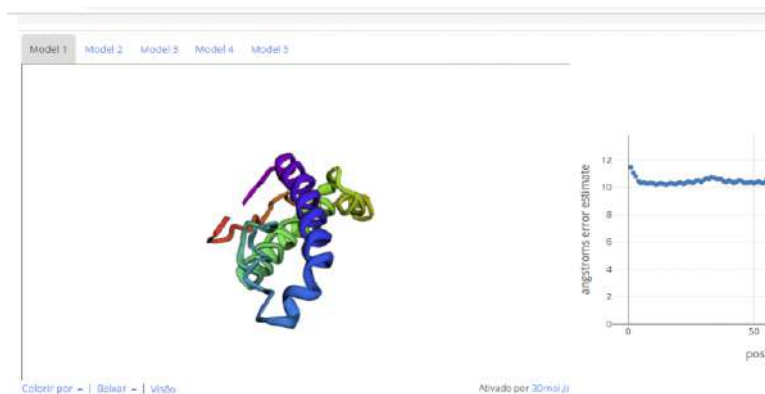 Model 1 Model 2 Model 3 Model 4 Model 5
12
10
8
6
4
2
0
angstroms error estimate
0 50
pos
Colorir por - | Baixar - | Visão
Ativado por 3Dmol.js